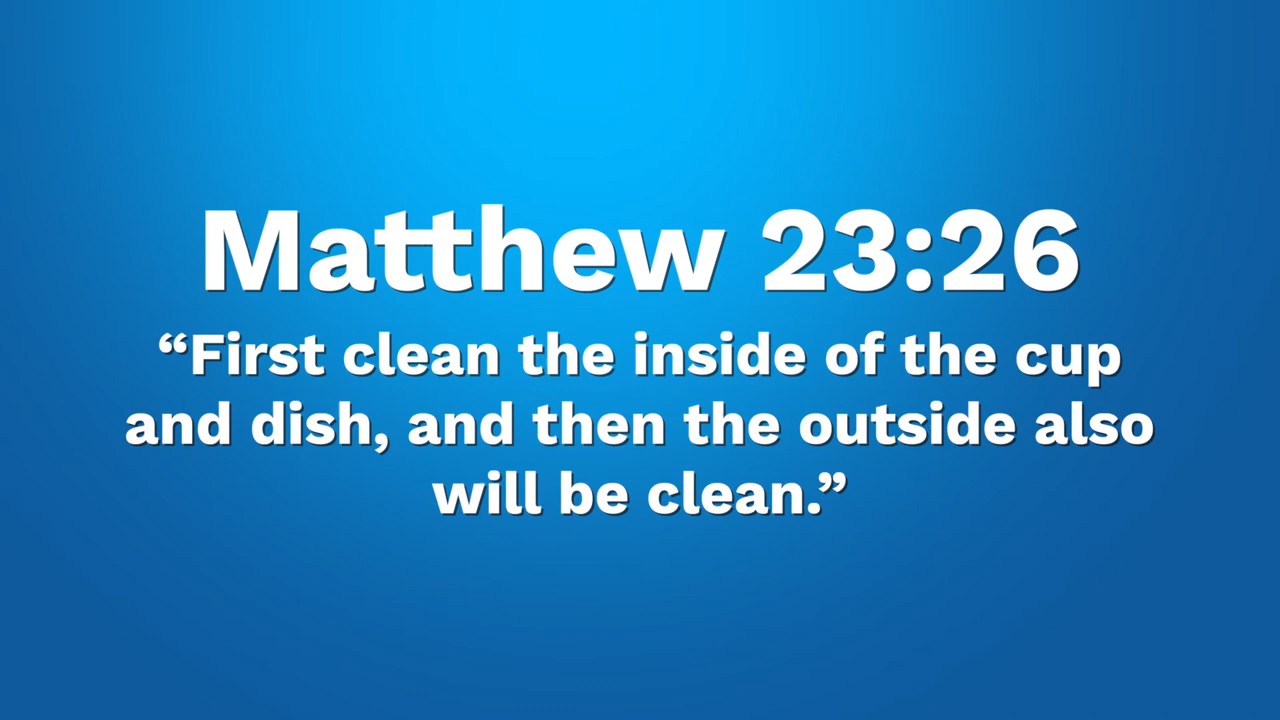 Matthew 23:26
“First clean the inside of the cup
and dish, and then the outside also
will be clean.”